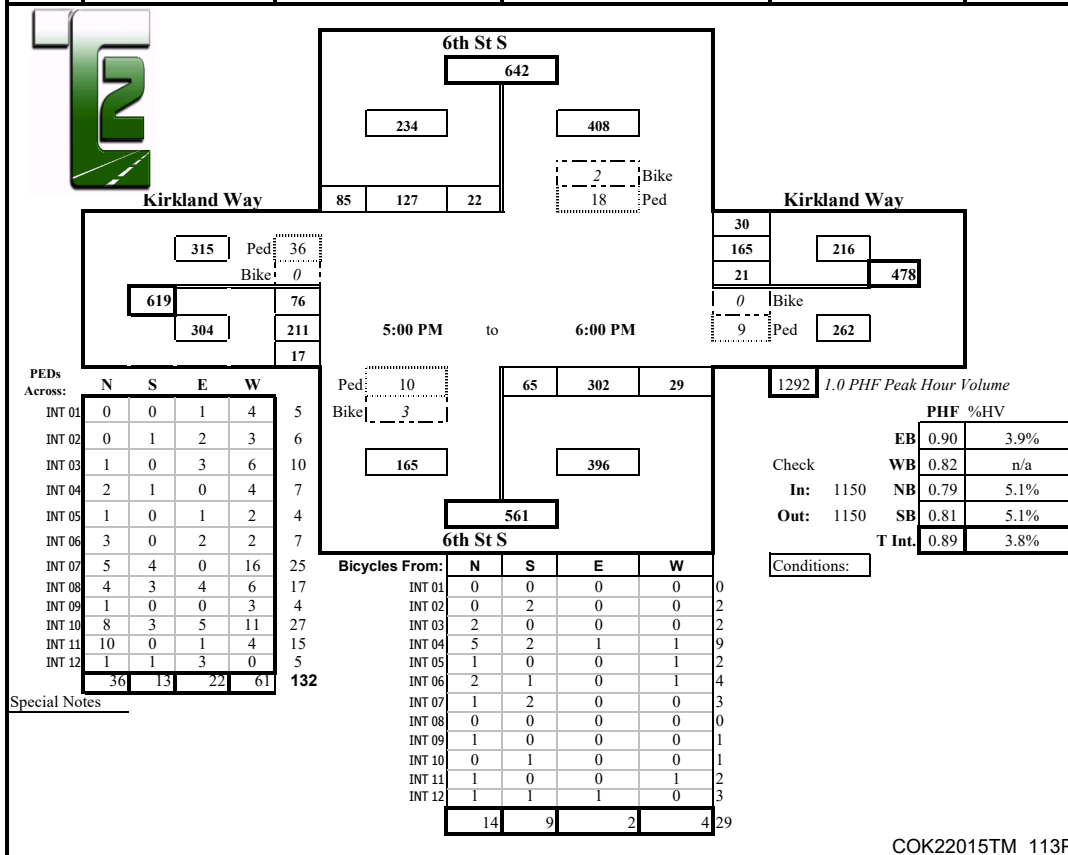 T2
6th St S
642
234 408
2 Bike
18 Ped
Kirkland Way 85 127 22 Kirkland Way
30
315 Ped 36 165 216
Bike 0 21 478
619 76 0 Bike
304 211 5:00 PM to 6:00 PM 9 Ped 262
17
PEDs Across: N S E W Ped 10 65 302 29 1292 1.0 PHF Peak Hour Volume
INT 01 0 0 1 4 5 Bike 3 PHF %HV
INT 02 0 1 2 3 6 EB 0.90 3.9%
INT 03 1 0 3 6 10 165 396 Check WB 0.82 n/a
INT 04 2 1 0 4 7 In: 1150 NB 0.79 5.1%
INT 05 1 0 1 2 4 561 Out: 1150 SB 0.81 5.1%
INT 06 3 0 2 2 7 6th St S T Int. 0.89 3.8%
INT 07 5 4 0 16 25 Bicycles From: N S E W Conditions:
INT 08 4 3 4 6 17 INT 01 0 0 0 0 0
INT 09 1 0 0 3 4 INT 02 0 2 0 0 2
INT 10 8 3 5 11 27 INT 03 2 0 0 0 2
INT 11 10 0 1 4 15 INT 04 5 2 1 1 9
INT 12 1 1 3 0 5 INT 05 1 0 0 1 2
36 13 22 61 132 INT 06 2 1 0 1 4
Special Notes INT 07 1 2 0 0 3
INT 08 0 0 0 0 0
INT 09 1 0 0 0 1
INT 10 0 1 0 0 1
INT 11 1 0 0 1 2
INT 12 1 1 1 0 3
14 9 2 4 29